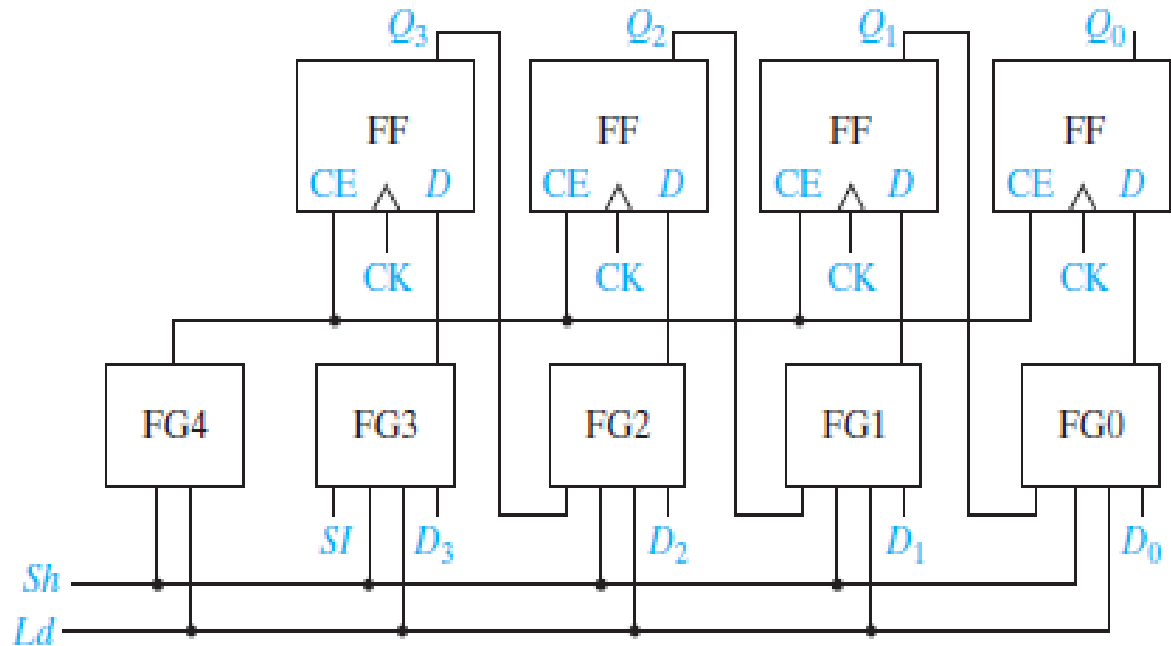 Q₃ Q₂ Q₁ Q₀
FF FF FF FF
CE D CE D CE D CE D
CK CK CK CK
FG4 FG3 FG2 FG1 FG0
SI D₃ D₂ D₁ D₀
Sh
Ld